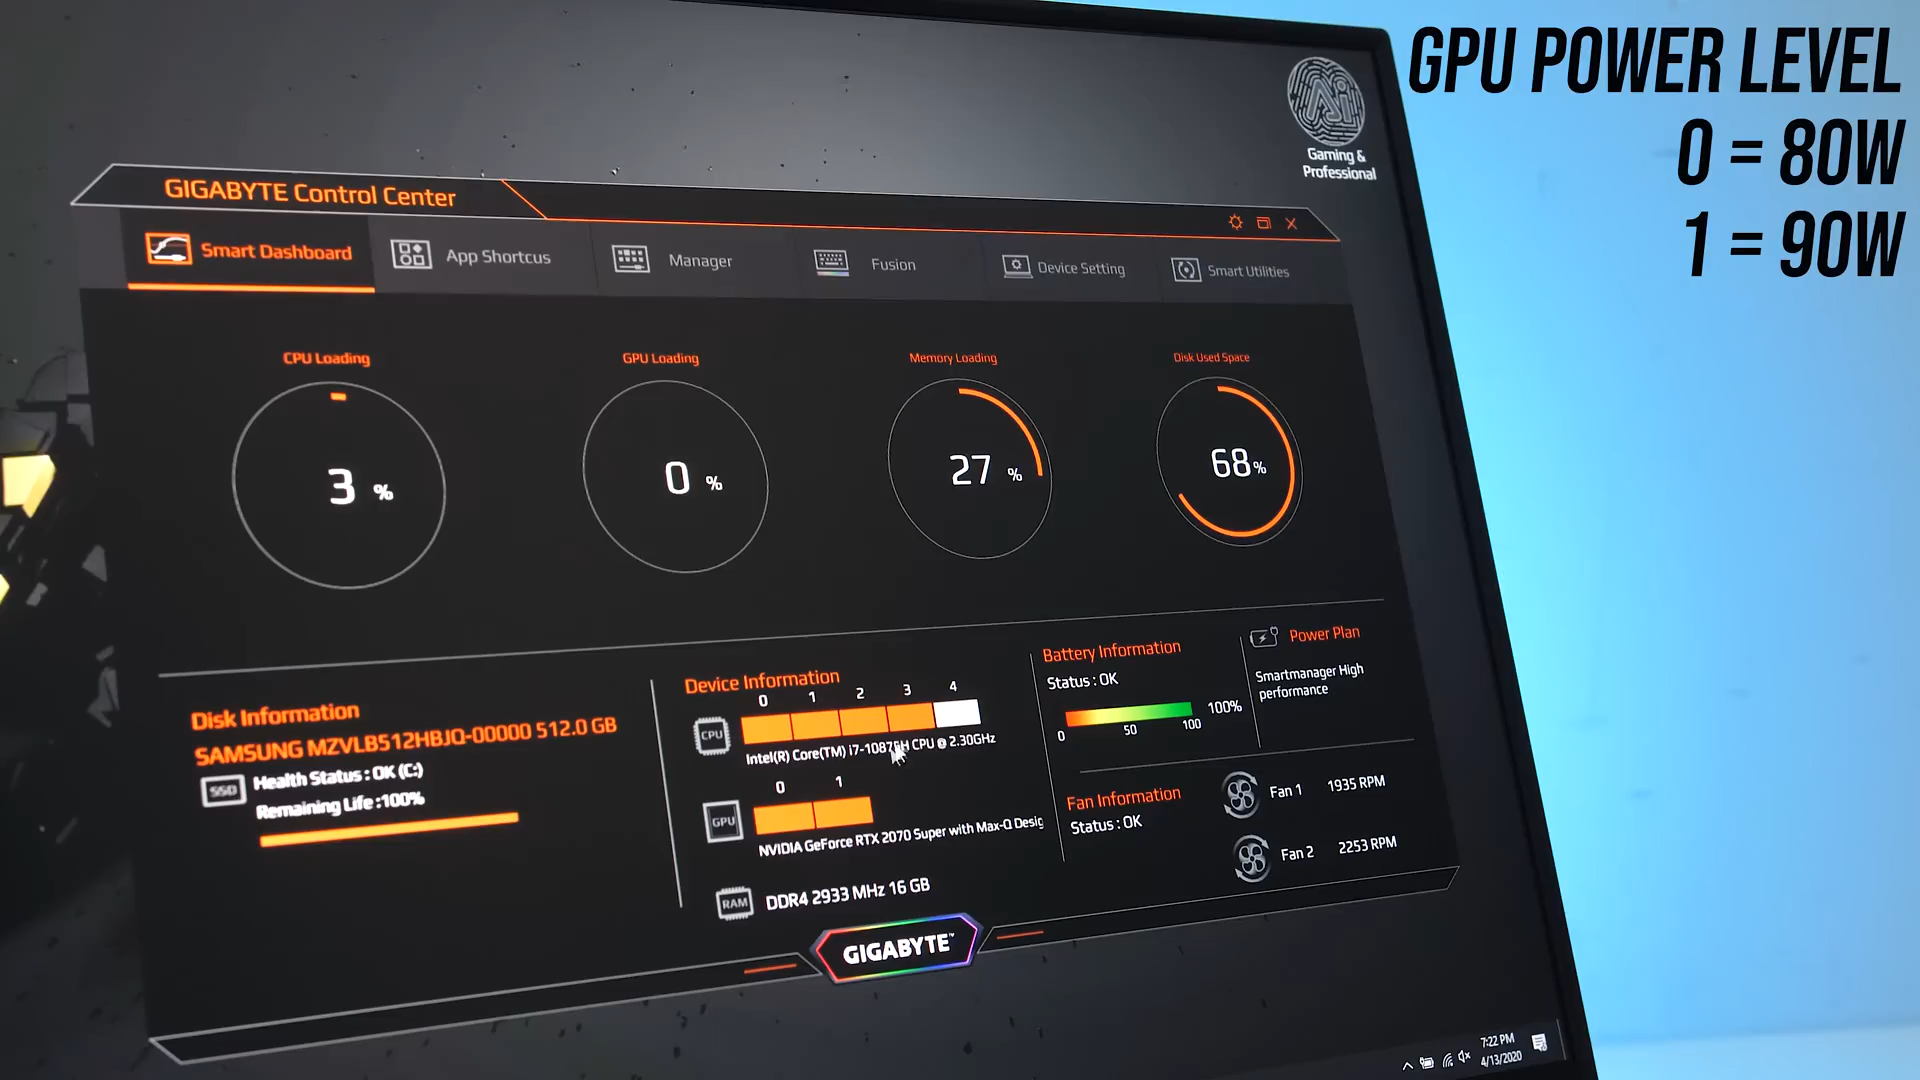 GPU POWER LEVEL
0 = 80W
1 = 90W
Ai
Gaming &
Professional
GIGABYTE Control Center
Smart Dashboard
App Shortcus
Manager
Fusion
Device Setting
Smart Utilities
CPU Loading
GPU Loading
Memory Loading
Disk Used Space
3 %
0 %
27 %
68%
Disk Information
SAMSUNG MZVLB512HBJQ-00000 512.0 GB
SSD
Health Status : OK (C:)
Remaining Life :100%
Device Information
0 1 2 3 4
CPU
Intel(R) Core(TM) i7-10875H CPU @ 2.30GHz
0 1
GPU
NVIDIA GeForce RTX 2070 Super with Max-Q Desig
RAM
DDR4 2933 MHz 16 GB
Battery Information
Status : OK
100%
0 50 100
Power Plan
Smartmanager High
performance
Fan Information
Status : OK
Fan 1 1935 RPM
Fan 2 2253 RPM
GIGABYTE™
7:22 PM
4/13/2020